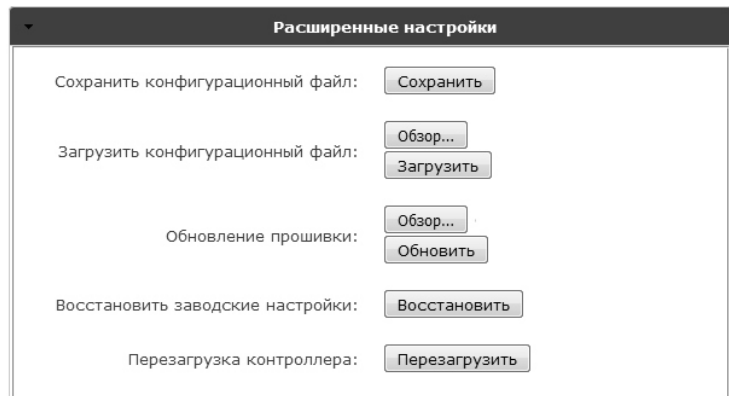 Расширенные настройки
Сохранить конфигурационный файл: Сохранить
Обзор...
Загрузить конфигурационный файл:
Загрузить
Обзор...
Обновление прошивки:
Обновить
Восстановить заводские настройки: Восстановить
Перезагрузка контроллера: Перезагрузить